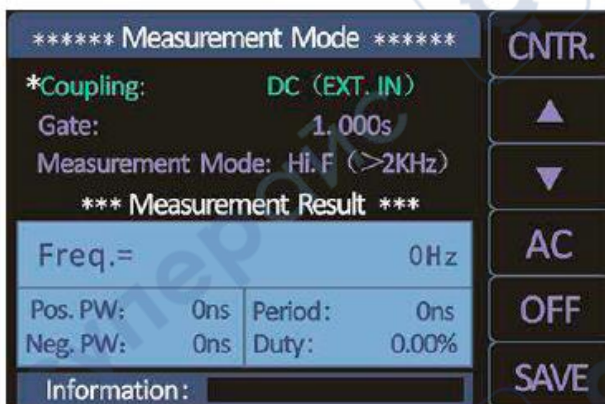 ****** Measurement Mode ******
*Coupling: DC (EXT. IN)
Gate: 1.000s
Measurement Mode: Hi.F (>2KHz)
*** Measurement Result ***
Freq.= 0Hz
Pos. PW: 0ns Period: 0ns
Neg. PW: 0ns Duty: 0.00%
Information:
CNTR.
▲
▼
AC
OFF
SAVE